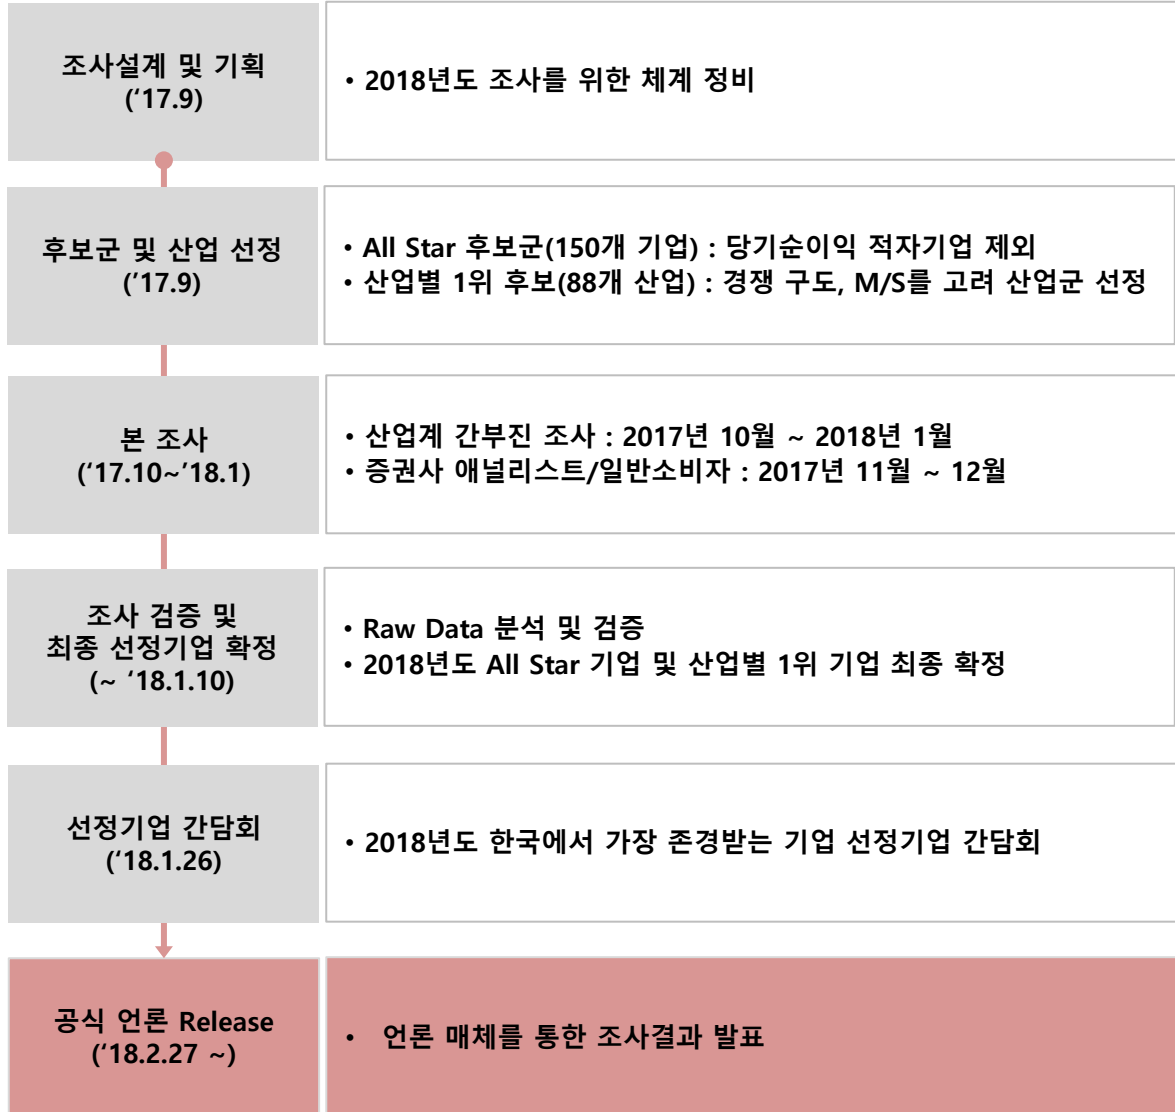 조사설계 및 기획
(‘17.9)
• 2018년도 조사를 위한 체계 정비
후보군 및 산업 선정
(‘17.9)
• All Star 후보군(150개 기업) : 당기순이익 적자기업 제외
• 산업별 1위 후보(88개 산업) : 경쟁 구도, M/S를 고려 산업군 선정
본 조사
(‘17.10~’18.1)
• 산업계 간부진 조사 : 2017년 10월 ~ 2018년 1월
• 증권사 애널리스트/일반소비자 : 2017년 11월 ~ 12월
조사 검증 및
최종 선정기업 확정
(~ ‘18.1.10)
• Raw Data 분석 및 검증
• 2018년도 All Star 기업 및 산업별 1위 기업 최종 확정
선정기업 간담회
(‘18.1.26)
• 2018년도 한국에서 가장 존경받는 기업 선정기업 간담회
공식 언론 Release
(‘18.2.27 ~)
• 언론 매체를 통한 조사결과 발표